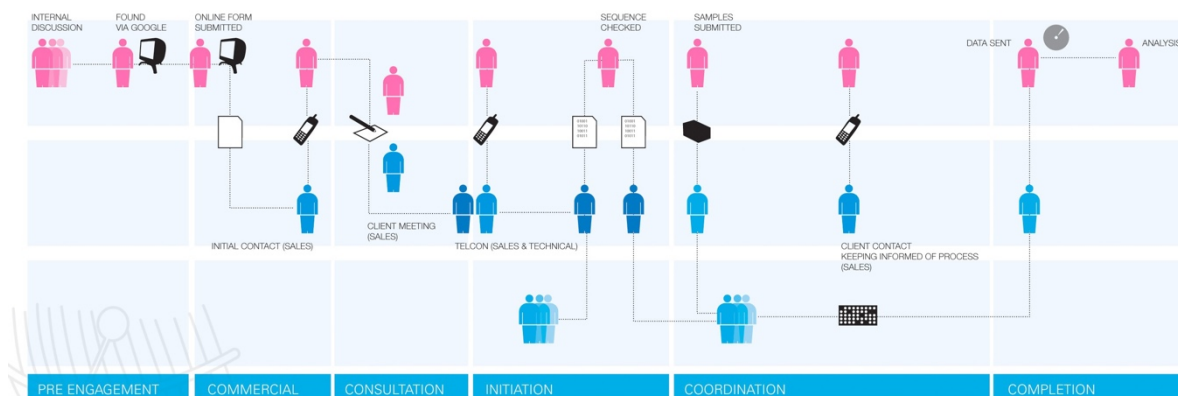 INTERNAL
DISCUSSION
FOUND
VIA GOOGLE
ONLINE FORM
SUBMITTED
SEQUENCE
CHECKED
SAMPLES
SUBMITTED
DATA SENT
ANALYSIS
INITIAL CONTACT (SALES)
CLIENT MEETING
(SALES)
TELCON (SALES & TECHNICAL)
CLIENT CONTACT
KEEPING INFORMED OF PROCESS
(SALES)
PRE ENGAGEMENT
COMMERCIAL
CONSULTATION
INITIATION
COORDINATION
COMPLETION